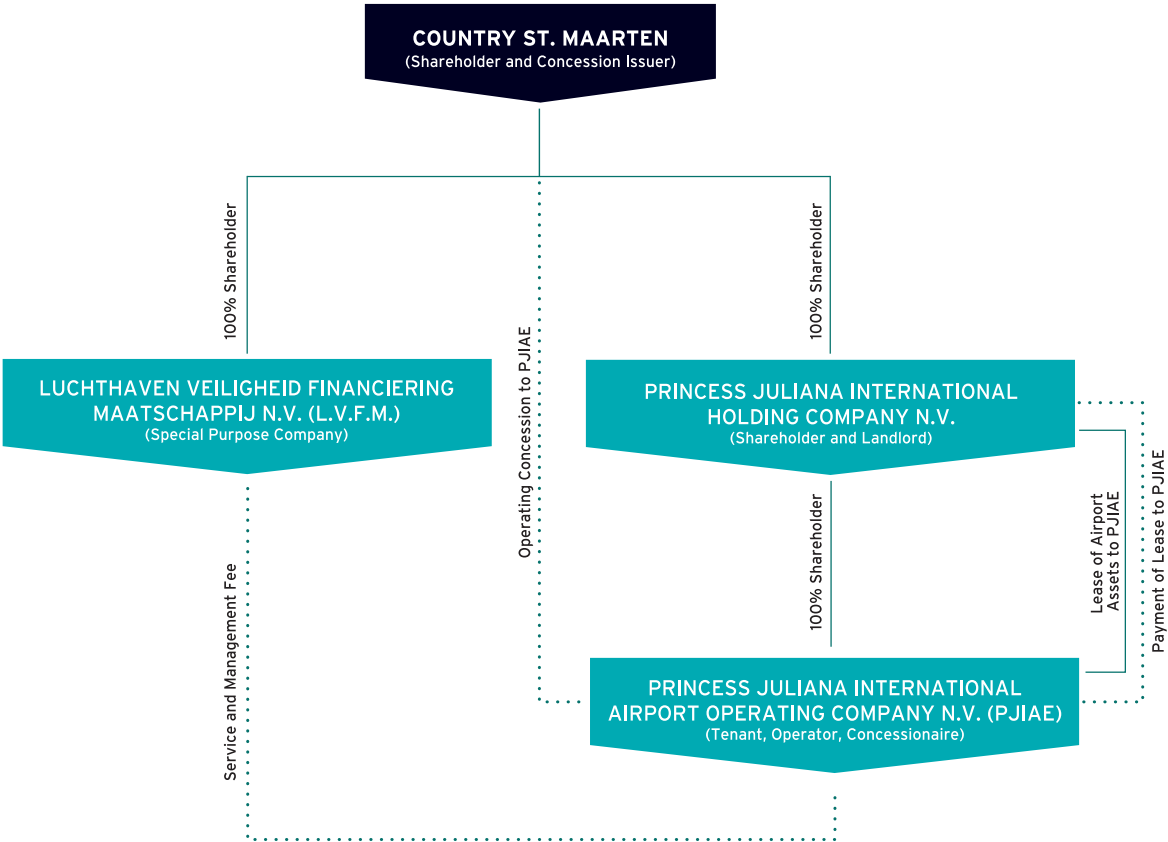 COUNTRY ST. MAARTEN
(Shareholder and Concession Issuer)
100% Shareholder
Operating Concession to PJIAE
100% Shareholder
LUCHTHAVEN VEILIGHEID FINANCIERING
MAATSCHAPPIJ N.V. (L.V.F.M.)
(Special Purpose Company)
PRINCESS JULIANA INTERNATIONAL
HOLDING COMPANY N.V.
(Shareholder and Landlord)
Service and Management Fee
100% Shareholder
Lease of Airport
Assets to PJIAE
Payment of Lease to PJIAE
PRINCESS JULIANA INTERNATIONAL
AIRPORT OPERATING COMPANY N.V. (PJIAE)
(Tenant, Operator, Concessionaire)